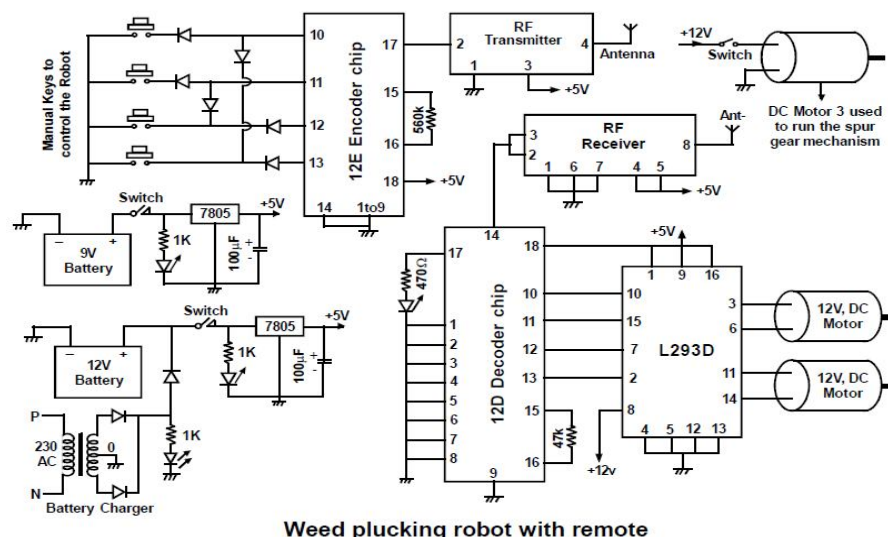 Manual Keys to
control the Robot
10
11
12
13
12E Encoder chip
17
15
16
18
560k
+5V
14
1to9
RF
Transmitter
2
4
1
3
+5V
Antenna
+12V
Switch
DC Motor 3 used
to run the spur
gear mechanism
RF
Receiver
3
2
8
Ant-
1
6
7
4
5
+5V
Switch
7805
+5V
1K
100µF
+
-
–
+
9V
Battery
Switch
7805
+5V
1K
100µF
+
-
–
+
12V
Battery
P
230
AC
N
0
1K
Battery Charger
14
17
470Ω
1
2
3
4
5
6
7
8
9
12D Decoder chip
18
10
11
12
13
15
16
47k
+5V
1
9
16
10
15
7
2
8
L293D
3
6
11
14
4
5
12
13
+12v
12V, DC
Motor
12V, DC
Motor
Weed plucking robot with remote